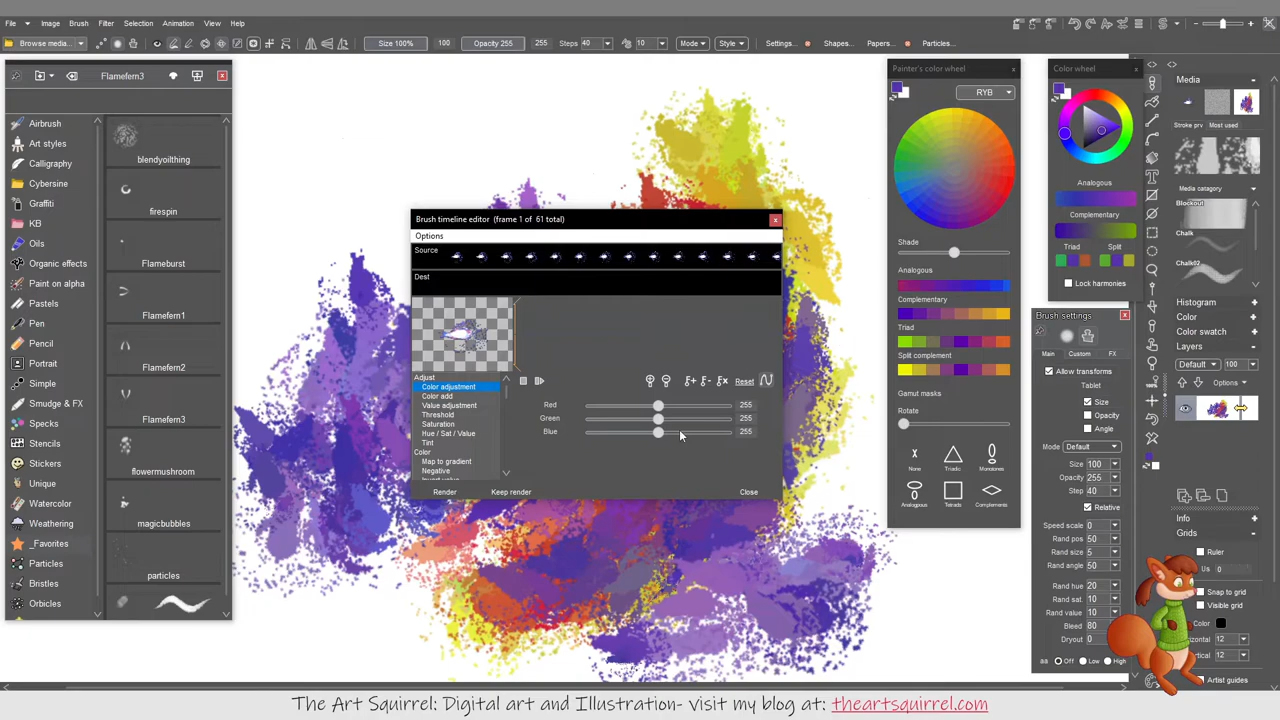 File Image Brush Filter Selection Animation View Help
Browse media... Size 100% 100 Opacity 255 255 Steps 40 10 Mode Style Settings... Shapes... Papers... Particles...
Flamefern3
Airbrush
Art styles
Calligraphy
Cybersine
Graffiti
KB
Oils
Organic effects
Paint on alpha
Pastels
Pen
Pencil
Portrait
Simple
Smudge & FX
Specks
Stencils
Stickers
Unique
Watercolor
Weathering
_Favorites
Particles
Bristles
Orbicles
blendyoilthing
firespin
Flameburst
Flamefern1
Flamefern2
Flamefern3
flowermushroom
magicbubbles
particles
Brush timeline editor (frame 1 of 61 total)
Options
Source
Dest
Adjust
Color adjustment
Color add
Value adjustment
Threshold
Saturation
Hue / Sat / Value
Tint
Color
Map to gradient
Negative
Reset
Red 255
Green 255
Blue 255
Render Keep render Close
Painter's color wheel
RYB
Shade
Analogous
Complementary
Triad
Split complement
Gamut masks
Rotate
None Triadic Monotones
Analogous Tetrads Complements
Color wheel
Analogous
Complementary
Triad Split
Lock harmonies
Brush settings
Main Custom FX
Allow transforms
Tablet
Size
Opacity
Angle
Mode Default
Size 100
Opacity 255
Step 40
Relative
Speed scale 0
Rand pos 50
Rand size 5
Rand angle 50
Rand hue 20
Rand sat. 10
Rand value 10
Bleed 80
Dryout 0
aa Off Low High
Media
Stroke prv Most used
Media catagory
Blockout
Chalk
Chalk02
Histogram
Color
Color swatch
Layers
Default 100
Options
Info
Grids
Ruler
Us 0
Snap to grid
Visible grid
Color
12
12
Artist guides
The Art Squirrel: Digital art and Illustration- visit my blog at: theartsquirrel.com